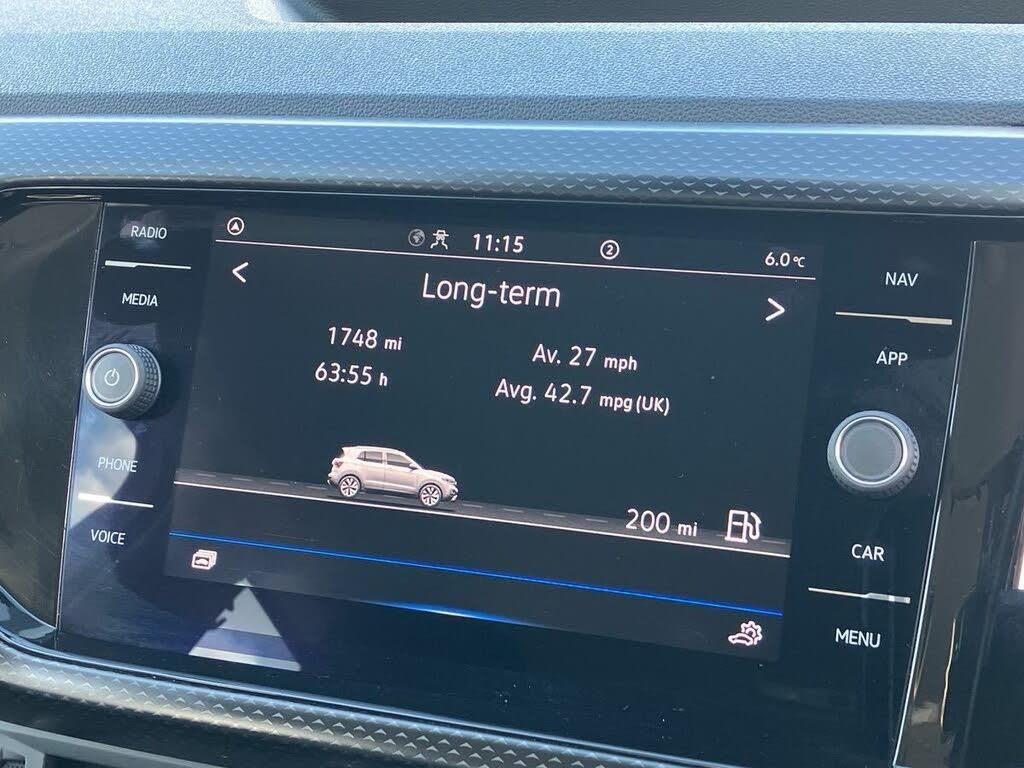 RADIO
MEDIA
PHONE
VOICE
11:15
2
6.0°C
<
Long-term
>
1748 mi
63:55 h
Av. 27 mph
Avg. 42.7 mpg (UK)
200 mi
NAV
APP
CAR
MENU